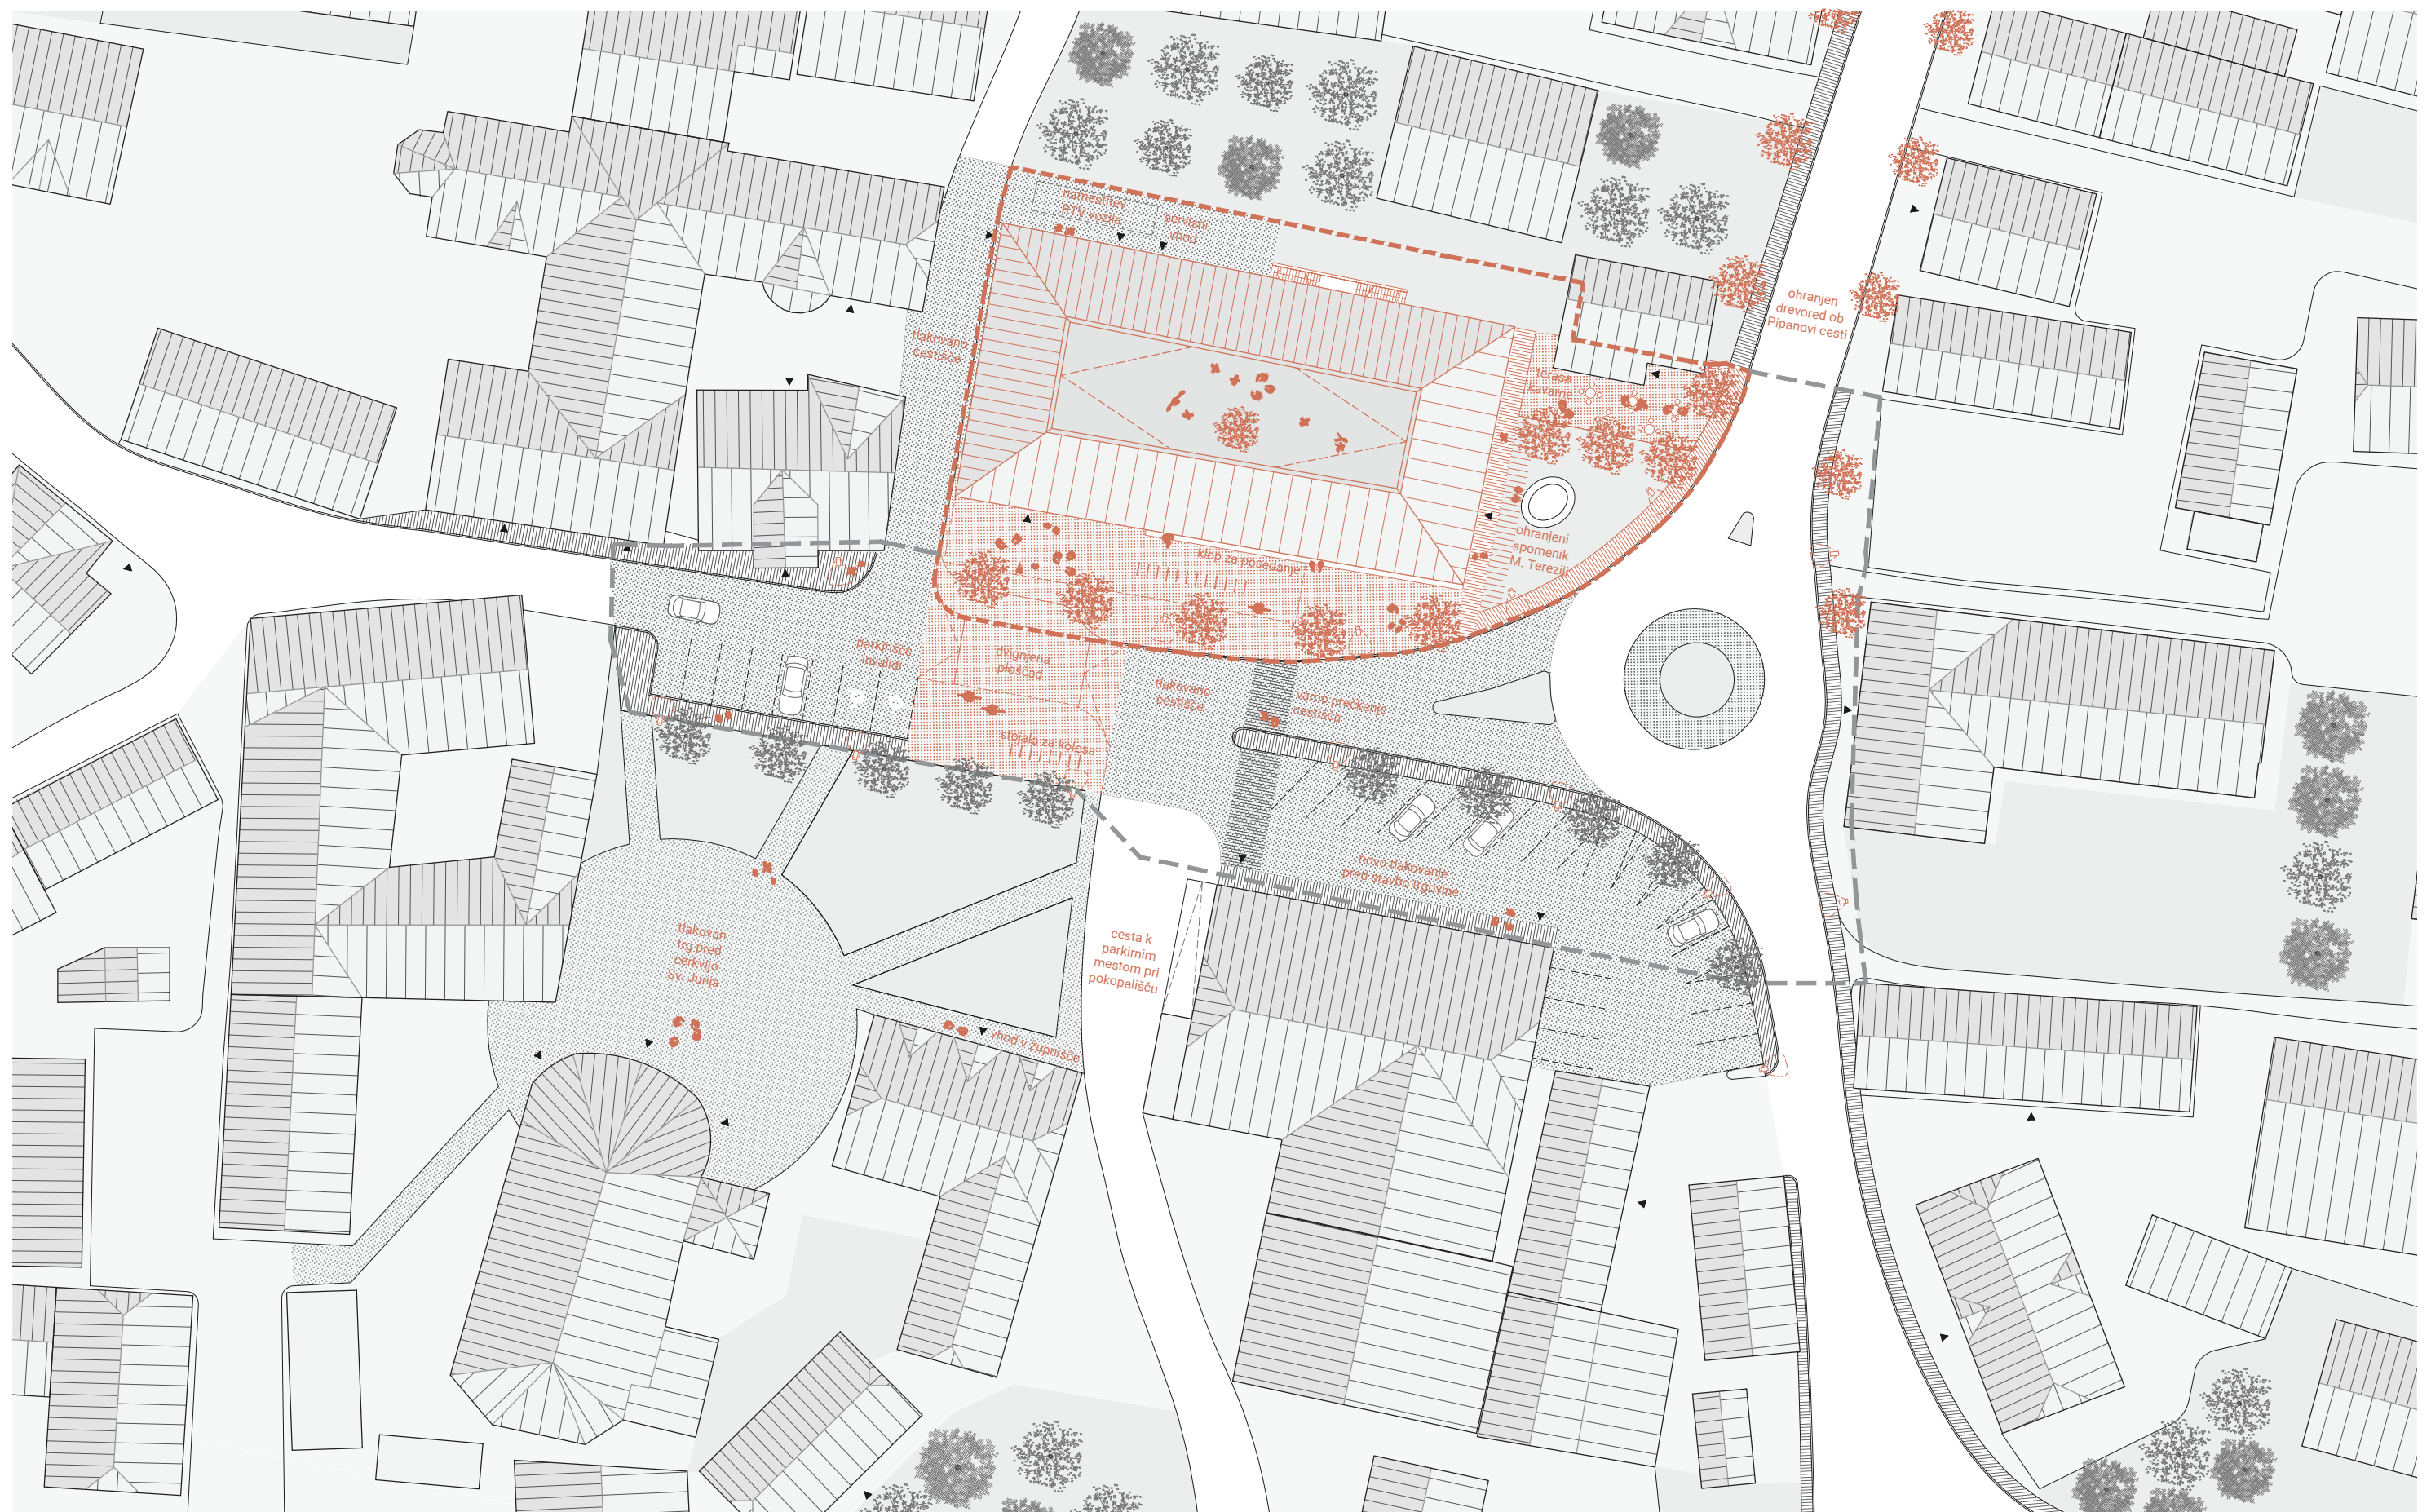 namestitev
RTV vozila
servisni
vhod
ohranjen
drevored ob
Pipanovi cesti
tlakovano
cestišče
terasa
kavarne
ohranjeni
spomenik
M. Tereziji
klop za posedanje
parkirišče
invalidi
dvignjena
ploščad
tlakovano
cestišče
varno prečkanje
cestišča
stojala za kolesa
novo tlakovanje
pred stavbo trgovine
tlakovan
trg pred
cerkvijo
Sv. Jurija
cesta k
parkirnim
mestom pri
pokopališču
vhod v župnišče